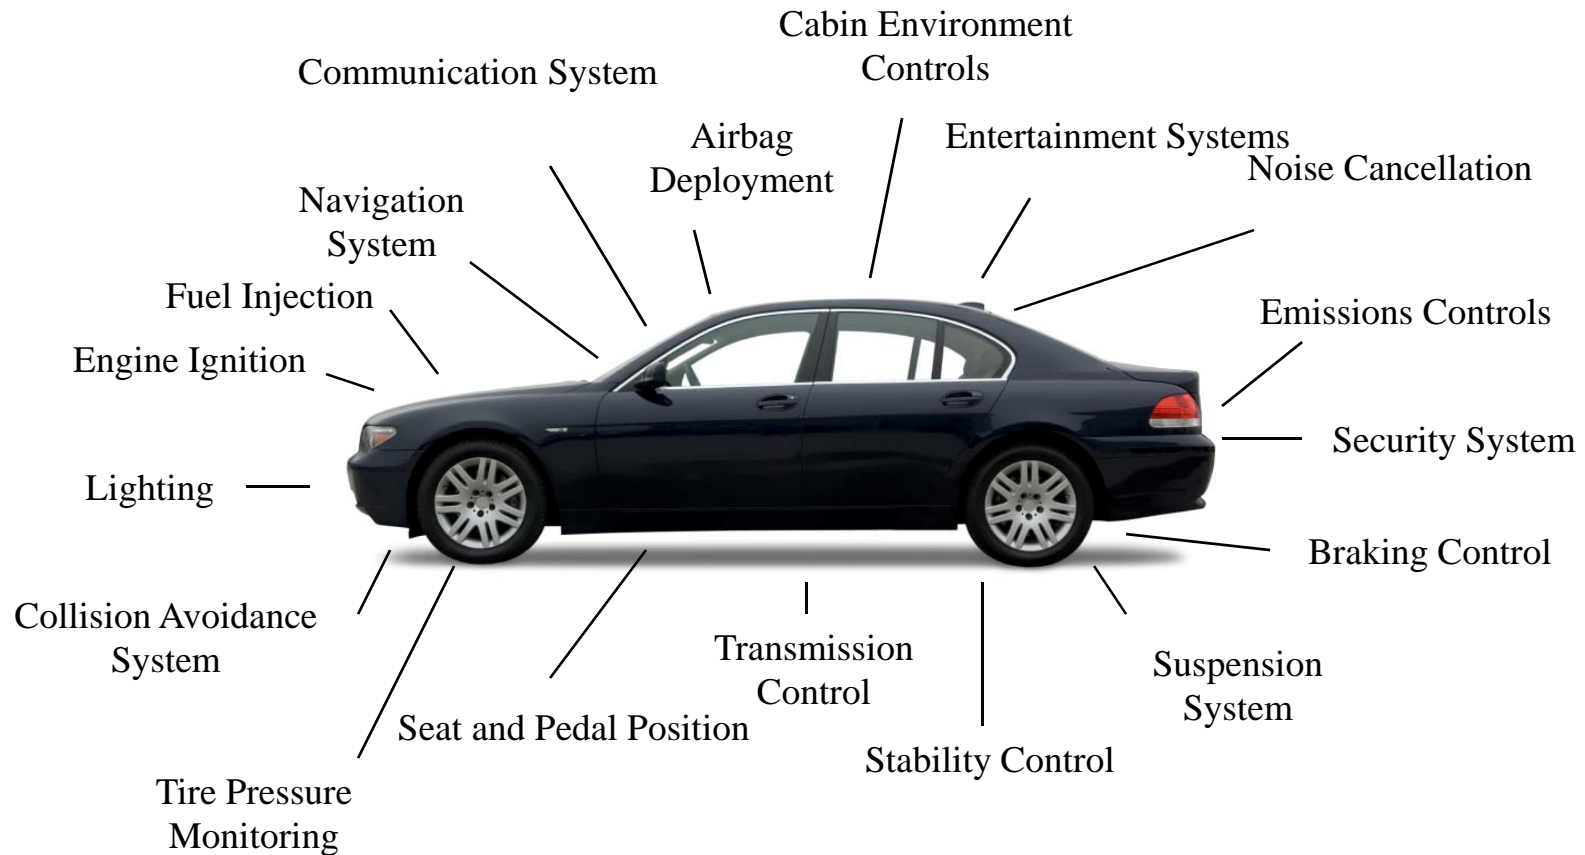 Cabin Environment
Controls
Communication System
Airbag
Deployment
Entertainment Systems
Noise Cancellation
Navigation
System
Fuel Injection
Emissions Controls
Engine Ignition
Security System
Lighting
Braking Control
Collision Avoidance
System
Transmission
Control
Suspension
System
Seat and Pedal Position
Stability Control
Tire Pressure
Monitoring